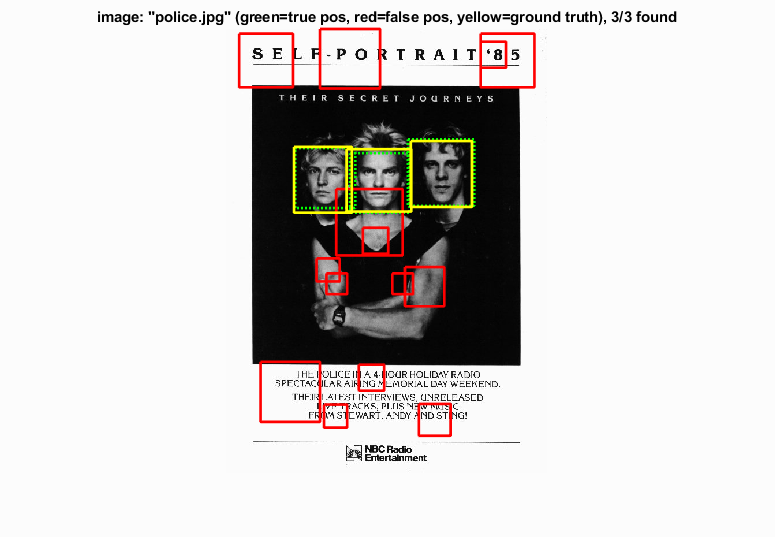 image: "police.jpg" (green=true pos, red=false pos, yellow=ground truth), 3/3 found
SELF-PORTRAIT '85
THEIR SECRET JOURNEYS
THE POLICE IN A 4-HOUR HOLIDAY RADIO
SPECTACULAR AIRING MEMORIAL DAY WEEKEND.
THEIR LATEST INTERVIEWS, UNRELEASED
LIVE TRACKS, PLUS NEW MUSIC
FROM STEWART, ANDY AND STING!
NBC Radio
Entertainment